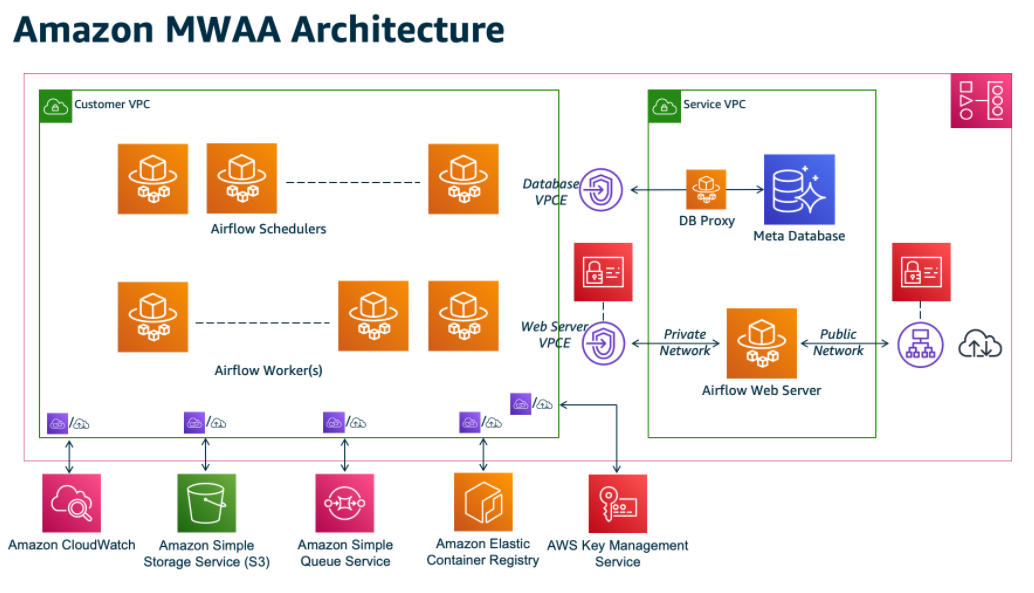 Amazon MWAA Architecture
Customer VPC
Service VPC
Airflow Schedulers
Database
VPCE
DB Proxy
Meta Database
Web Server
VPCE
Private
Network
Public
Network
Airflow Worker(s)
Airflow Web Server
/
/
/
/
/
Amazon CloudWatch
Amazon Simple
Storage Service (S3)
Amazon Simple
Queue Service
Amazon Elastic
Container Registry
AWS Key Management
Service